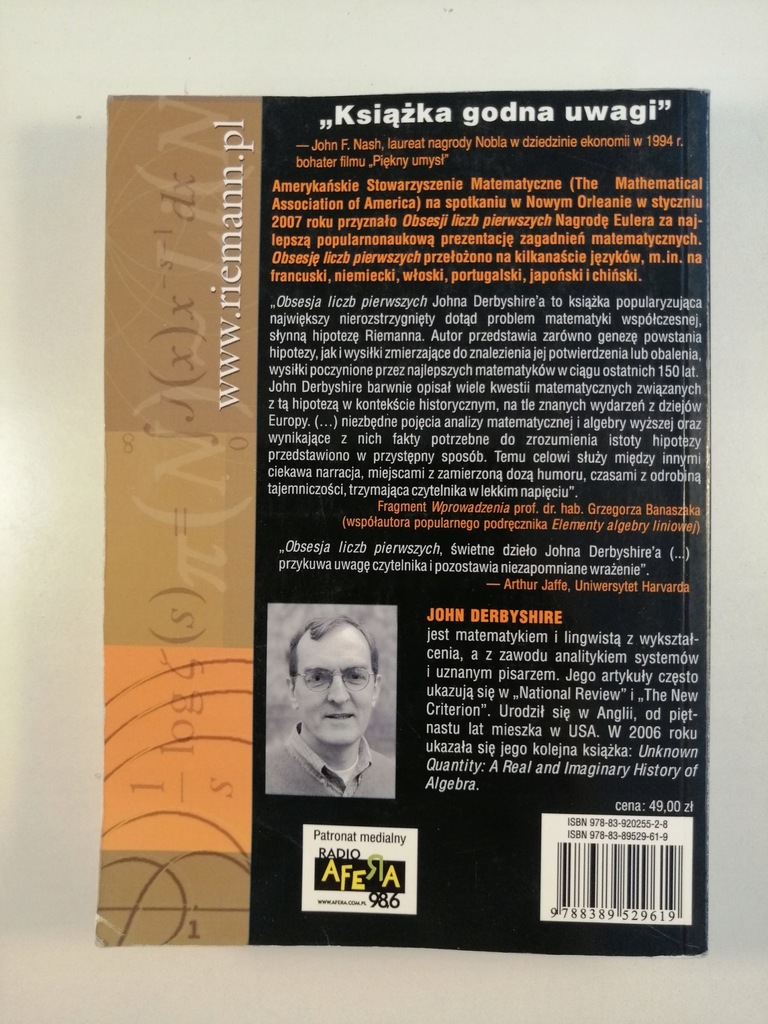 „Książka godna uwagi”
— John F. Nash, laureat nagrody Nobla w dziedzinie ekonomii w 1994 r.
bohater filmu „Piękny umysł”
Amerykańskie Stowarzyszenie Matematyczne (The Mathematical
Association of America) na spotkaniu w Nowym Orleanie w styczniu
2007 roku przyznało Obsesji liczb pierwszych Nagrodę Eulera za naj-
lepszą popularnonaukową prezentację zagadnień matematycznych.
Obsesję liczb pierwszych przełożono na kilkanaście języków, m.in. na
francuski, niemiecki, włoski, portugalski, japoński i chiński.
„Obsesja liczb pierwszych Johna Derbyshire'a to książka popularyzująca
największy nierozstrzygnięty dotąd problem matematyki współczesnej,
słynną hipotezę Riemanna. Autor przedstawia zarówno genezę powstania
hipotezy, jak i wysiłki zmierzające do znalezienia jej potwierdzenia lub obalenia,
wysiłki poczynione przez najlepszych matematyków w ciągu ostatnich 150 lat.
John Derbyshire barwnie opisał wiele kwestii matematycznych związanych
z tą hipotezą w kontekście historycznym, na tle znanych wydarzeń z dziejów
Europy. (...) niezbędne pojęcia analizy matematycznej i algebry wyższej oraz
wynikające z nich fakty potrzebne do zrozumienia istoty hipotezy
przedstawiono w przystępny sposób. Temu celowi służy między innymi
ciekawa narracja, miejscami z zamierzoną dozą humoru, czasami z odrobiną
tajemniczości, trzymająca czytelnika w lekkim napięciu”.
Fragment Wprowadzenia prof. dr. hab. Grzegorza Banaszaka
(współautora popularnego podręcznika Elementy algebry liniowej)
„Obsesja liczb pierwszych, świetne dzieło Johna Derbyshire'a (...)
przykuwa uwagę czytelnika i pozostawia niezapomniane wrażenie”.
— Arthur Jaffe, Uniwersytet Harvarda
JOHN DERBYSHIRE
jest matematykiem i lingwistą z wykształ-
cenia, a z zawodu analitykiem systemów
i uznanym pisarzem. Jego artykuły często
ukazują się w „National Review” i „The New
Criterion”. Urodził się w Anglii, od pięt-
nastu lat mieszka w USA. W 2006 roku
ukazała się jego kolejna książka: Unknown
Quantity: A Real and Imaginary History of
Algebra.
cena: 49,00 zł
ISBN 978-83-920255-2-8
ISBN 978-83-89529-61-9
9 788389 529619
Patronat medialny
RADIO
AFERA
WWW.AFERA.COM.PL 98,6
www.riemann.pl
1/s log ζ(s) = ∫ J(x) x^-s-1 dx
∞
0
π(N)
1